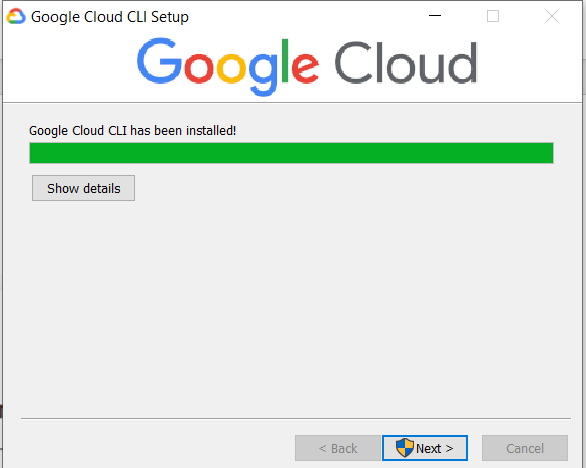 Google Cloud CLI Setup
Google Cloud
Google Cloud CLI has been installed!
Show details
< Back
Next >
Cancel